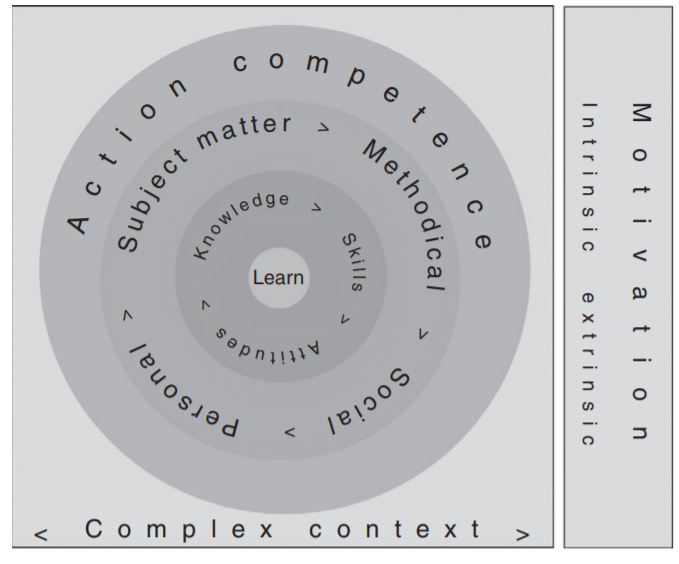 Action competence
Subject matter > Methodical > Social > Personal >
Knowledge > Skills > Attitudes >
Learn
< Complex context >
Motivation
Intrinsic extrinsic